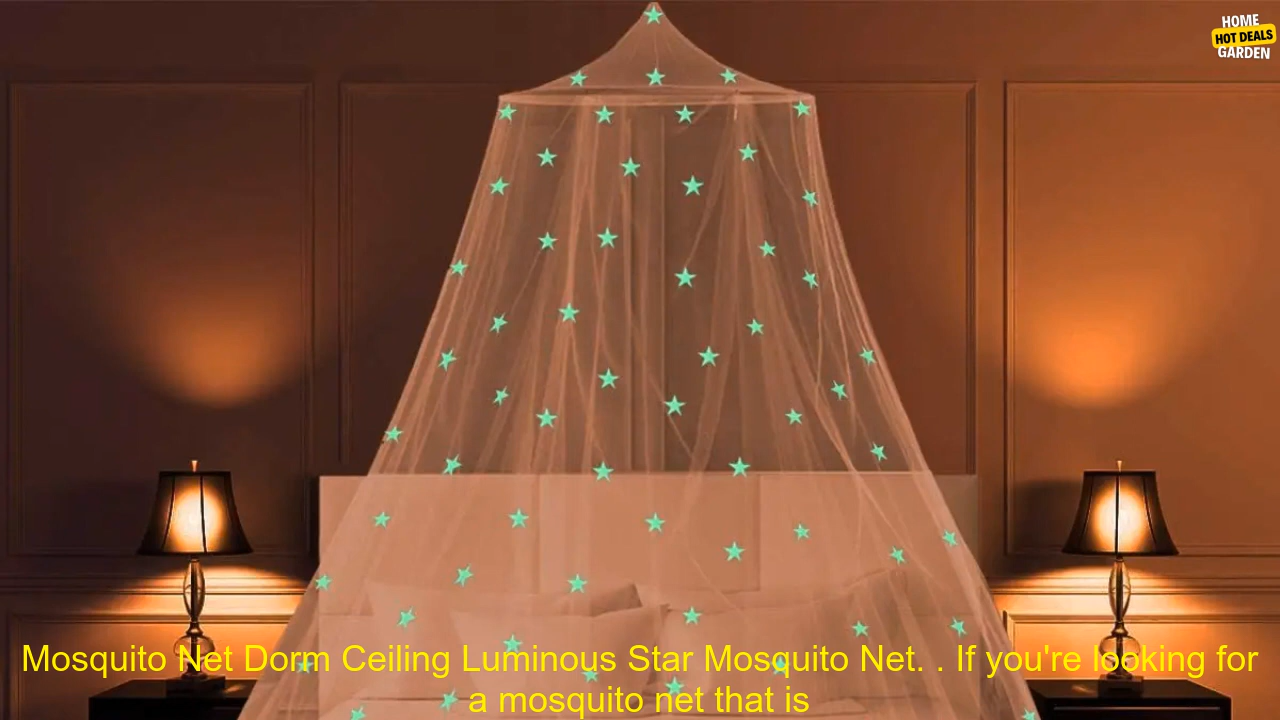 HOME
HOT DEALS
GARDEN
Mosquito Net Dorm Ceiling Luminous Star Mosquito Net. . If you're looking for
a mosquito net that is